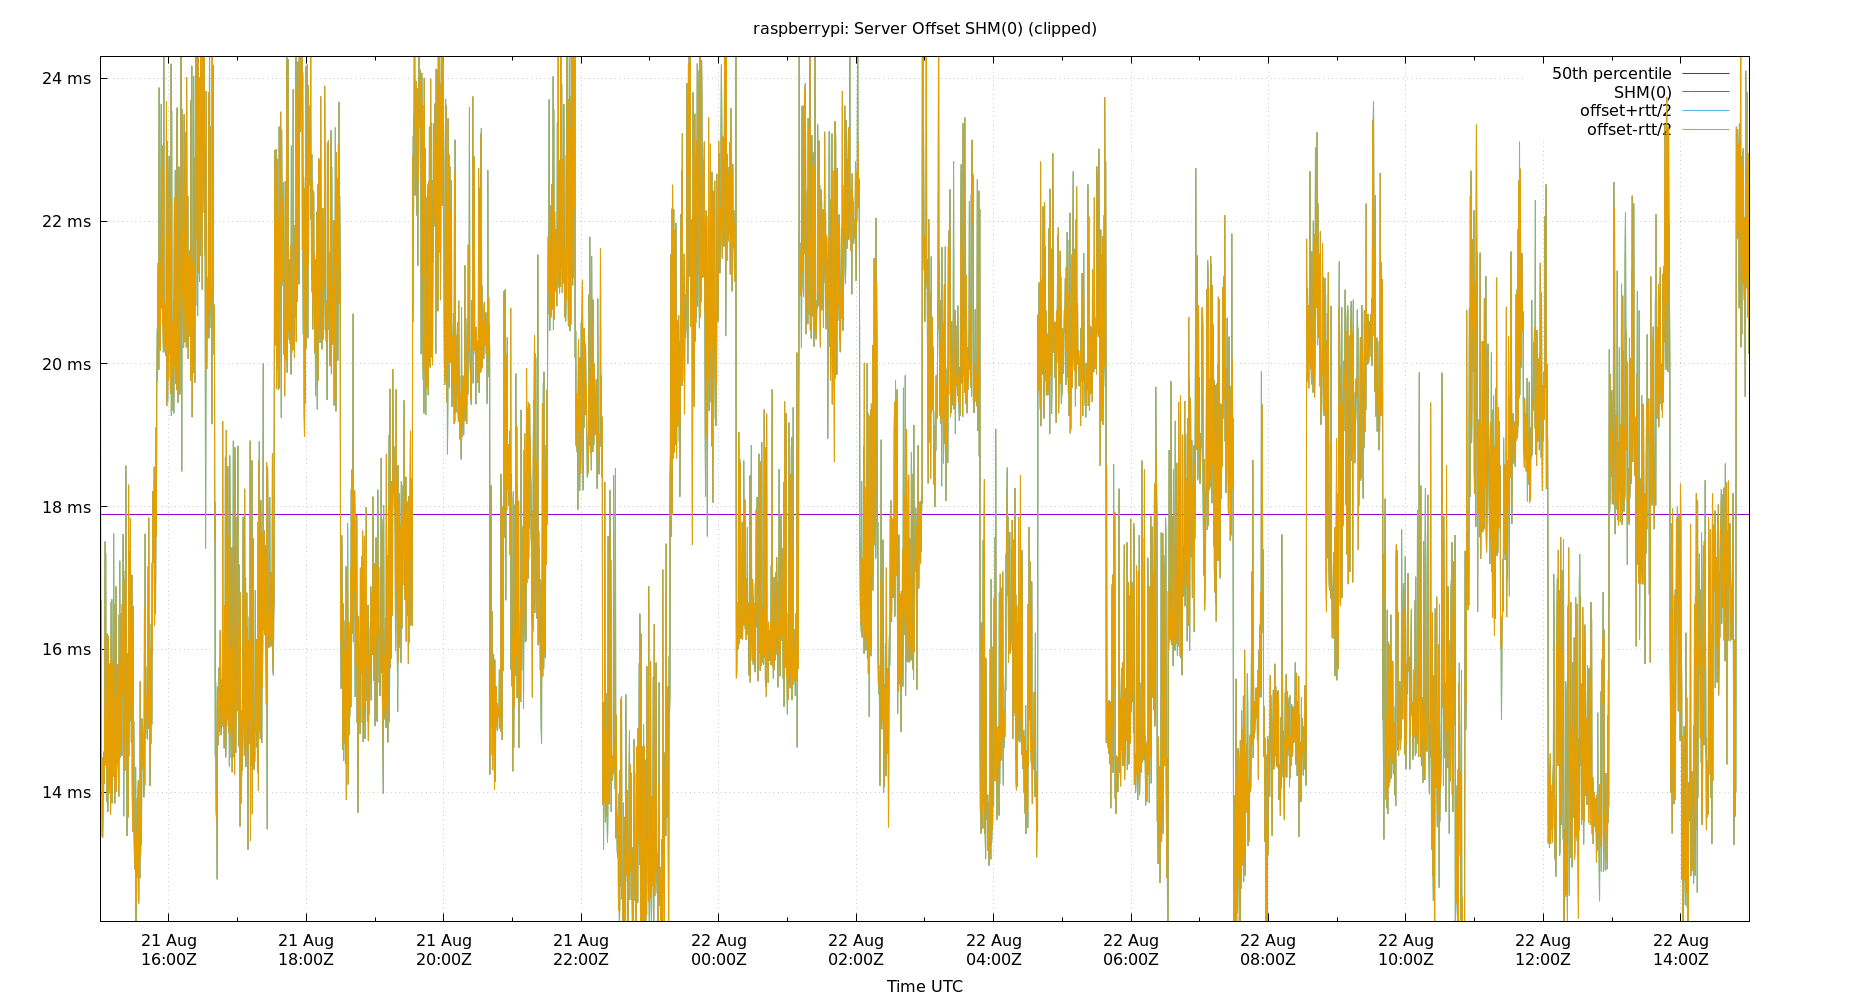 raspberrypi: Server Offset SHM(0) (clipped)
24 ms
22 ms
20 ms
18 ms
16 ms
14 ms
50th percentile
SHM(0)
offset+rtt/2
offset-rtt/2
21 Aug 21 Aug 21 Aug 21 Aug 22 Aug 22 Aug 22 Aug 22 Aug 22 Aug 22 Aug 22 Aug 22 Aug
16:00Z 18:00Z 20:00Z 22:00Z 00:00Z 02:00Z 04:00Z 06:00Z 08:00Z 10:00Z 12:00Z 14:00Z
Time UTC